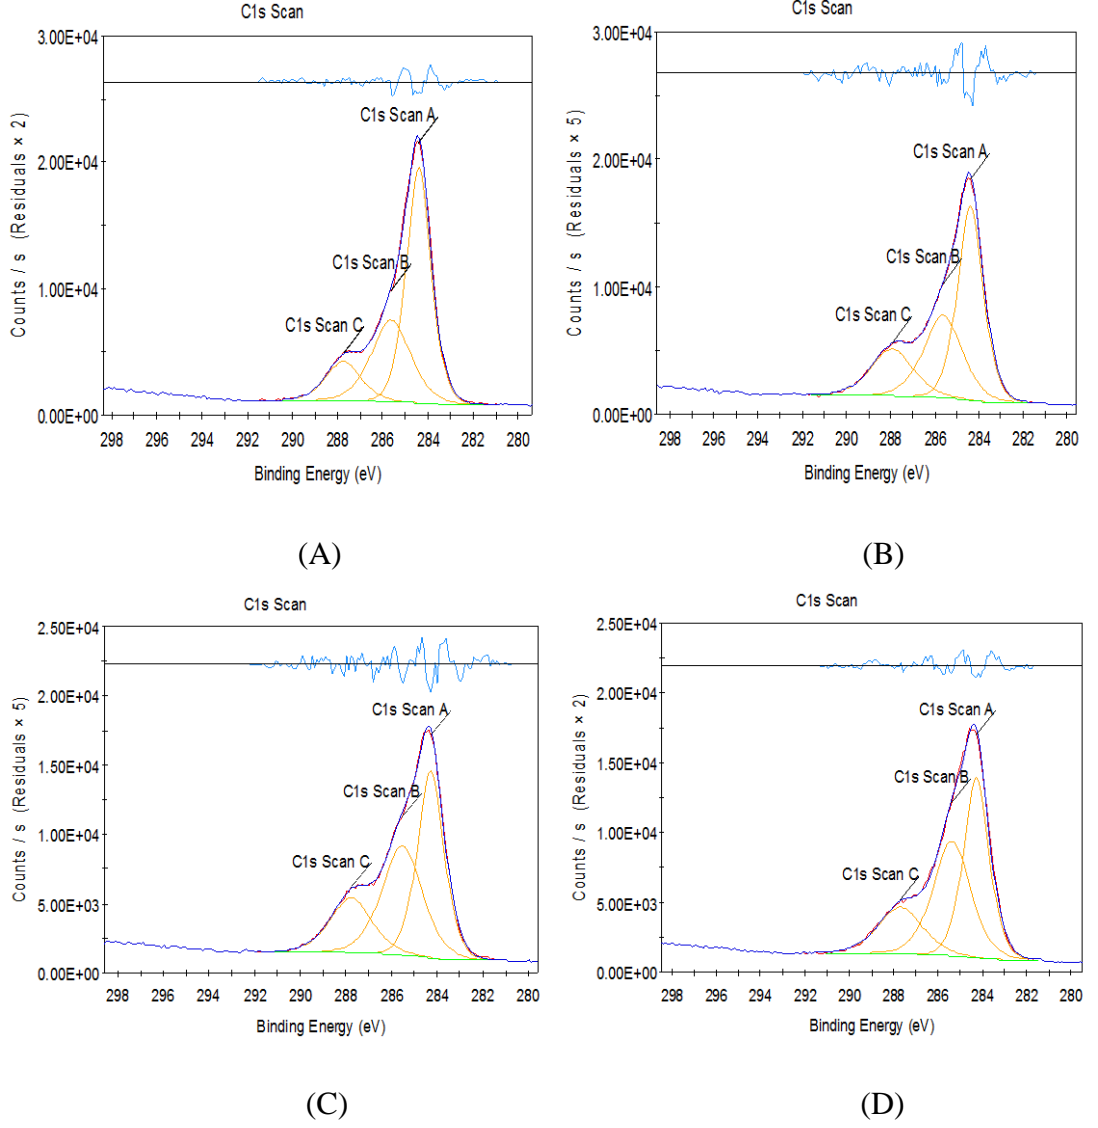 C1s Scan
Counts / s (Residuals × 2)
3.00E+04
2.00E+04
1.00E+04
0.00E+00
C1s Scan A
C1s Scan B
C1s Scan C
298 296 294 292 290 288 286 284 282 280
Binding Energy (eV)
(A)
C1s Scan
Counts / s (Residuals × 5)
3.00E+04
2.00E+04
1.00E+04
0.00E+00
C1s Scan A
C1s Scan B
C1s Scan C
298 296 294 292 290 288 286 284 282 280
Binding Energy (eV)
(B)
C1s Scan
Counts / s (Residuals × 5)
2.50E+04
2.00E+04
1.50E+04
1.00E+04
5.00E+03
0.00E+00
C1s Scan A
C1s Scan B
C1s Scan C
298 296 294 292 290 288 286 284 282 280
Binding Energy (eV)
(C)
C1s Scan
Counts / s (Residuals × 2)
2.50E+04
2.00E+04
1.50E+04
1.00E+04
5.00E+03
0.00E+00
C1s Scan A
C1s Scan B
C1s Scan C
298 296 294 292 290 288 286 284 282 280
Binding Energy (eV)
(D)